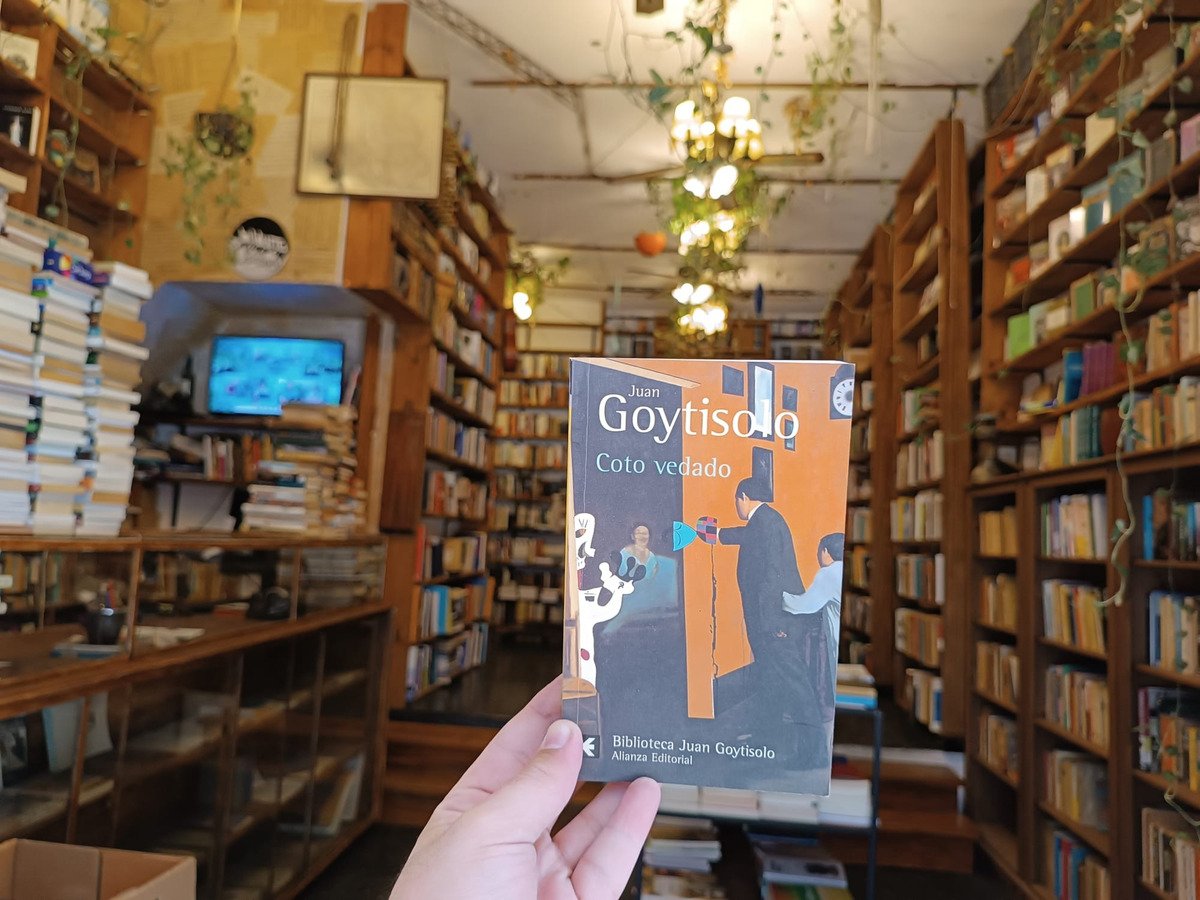 Juan
Goytisolo
Coto vedado
Biblioteca Juan Goytisolo
Alianza Editorial